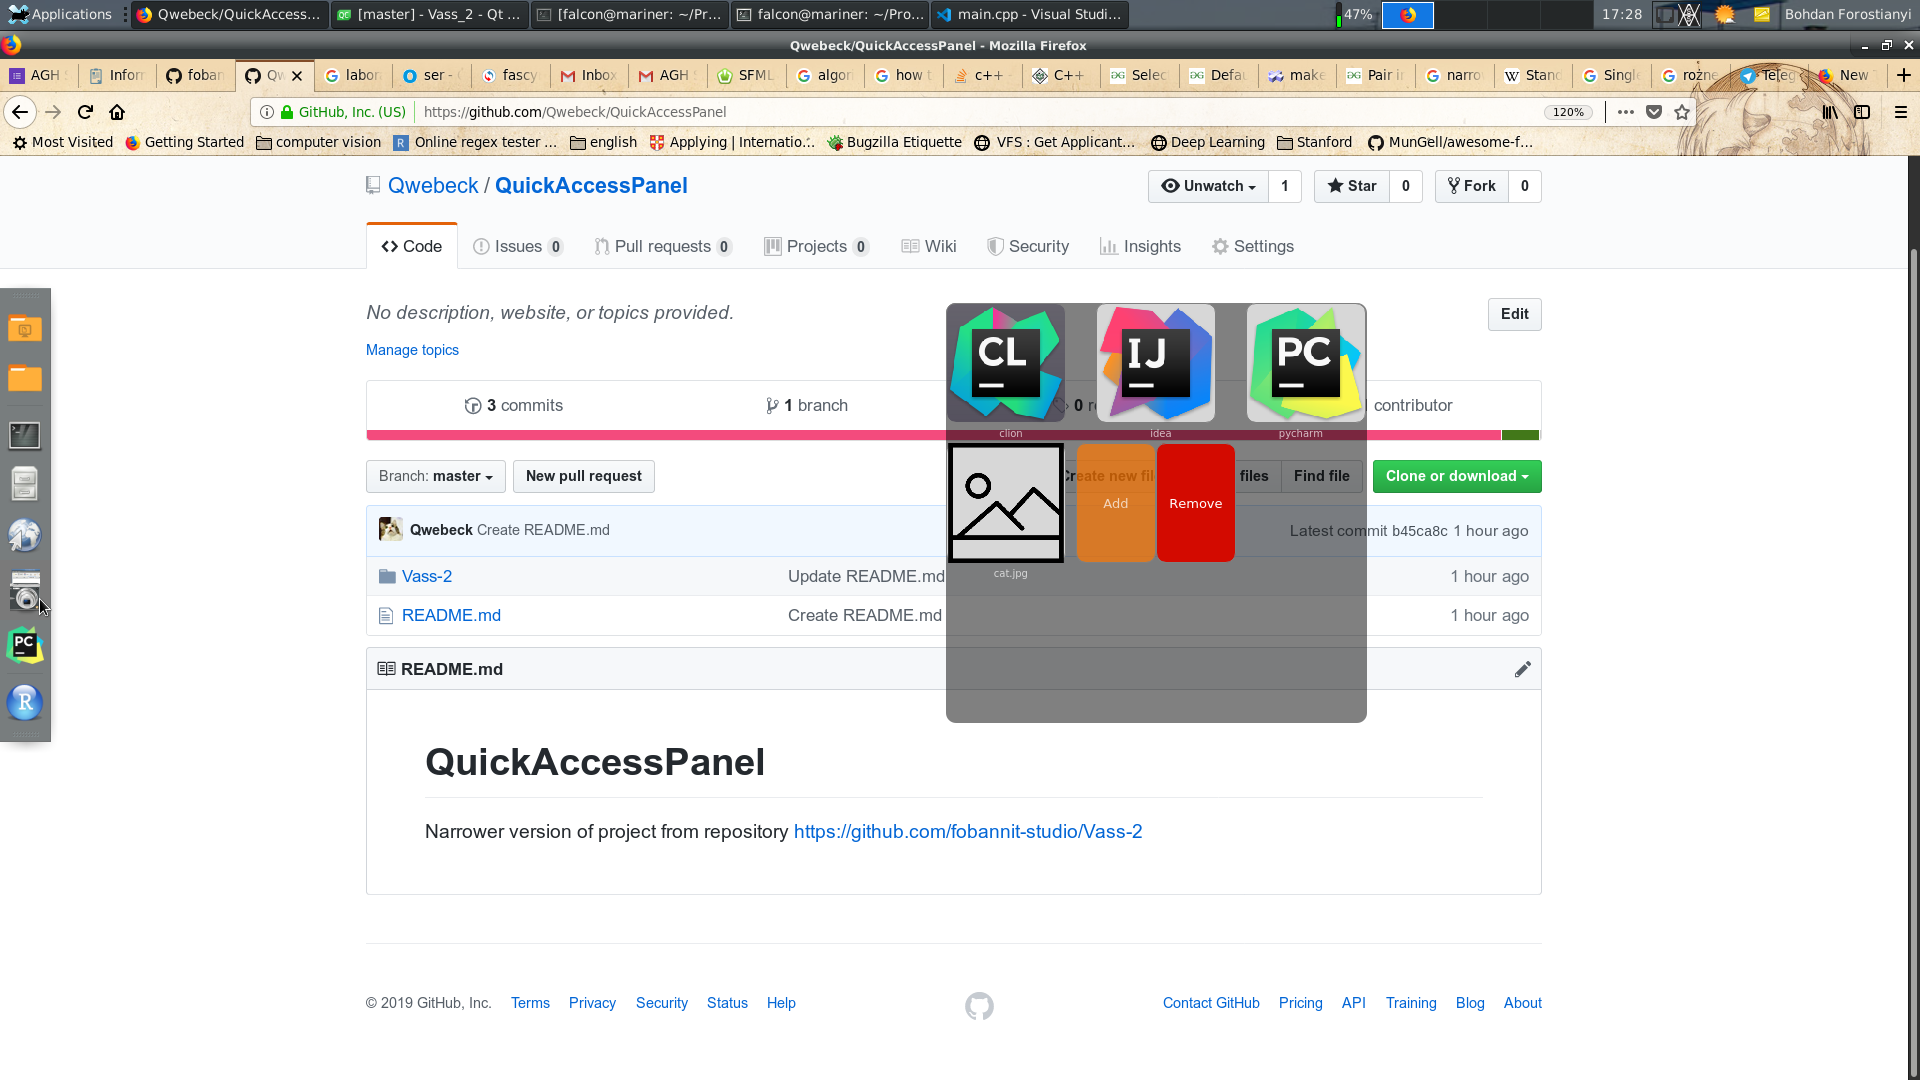 Applications
Qwebeck/QuickAccess...
[master] - Vass_2 - Qt ...
[falcon@mariner: ~/Pr...
falcon@mariner: ~/Pro...
main.cpp - Visual Studi...
47%
17:28
Bohdan Forostianyi
Qwebeck/QuickAccessPanel - Mozilla Firefox
AGH
Inforr
foban
labor
ser -
fascy
Inbox
AGH
SFML
algor
how t
c++
C++
Selec
Defau
make
Pair ir
narro
Stand
Singl
rożne
Teleg
New
GitHub, Inc. (US)
https://github.com/Qwebeck/QuickAccessPanel
120%
Most Visited
Getting Started
computer vision
Online regex tester ...
english
Applying | Internatio...
Bugzilla Etiquette
VFS : Get Applicant...
Deep Learning
Stanford
MunGell/awesome-f...
Qwebeck / QuickAccessPanel
Unwatch 1
Star 0
Fork 0
Code
Issues 0
Pull requests 0
Projects 0
Wiki
Security
Insights
Settings
No description, website, or topics provided.
Edit
Manage topics
CL
IJ
PC
3 commits
1 branch
0 r
contributor
clion
idea
pycharm
Branch: master
New pull request
Create new fil
files
Find file
Clone or download
Add
Remove
cat.jpg
Qwebeck Create README.md
Latest commit b45ca8c 1 hour ago
Vass-2
Update README.md
1 hour ago
README.md
Create README.md
1 hour ago
PC
R
README.md
QuickAccessPanel
Narrower version of project from repository https://github.com/fobannit-studio/Vass-2
© 2019 GitHub, Inc.
Terms
Privacy
Security
Status
Help
Contact GitHub
Pricing
API
Training
Blog
About